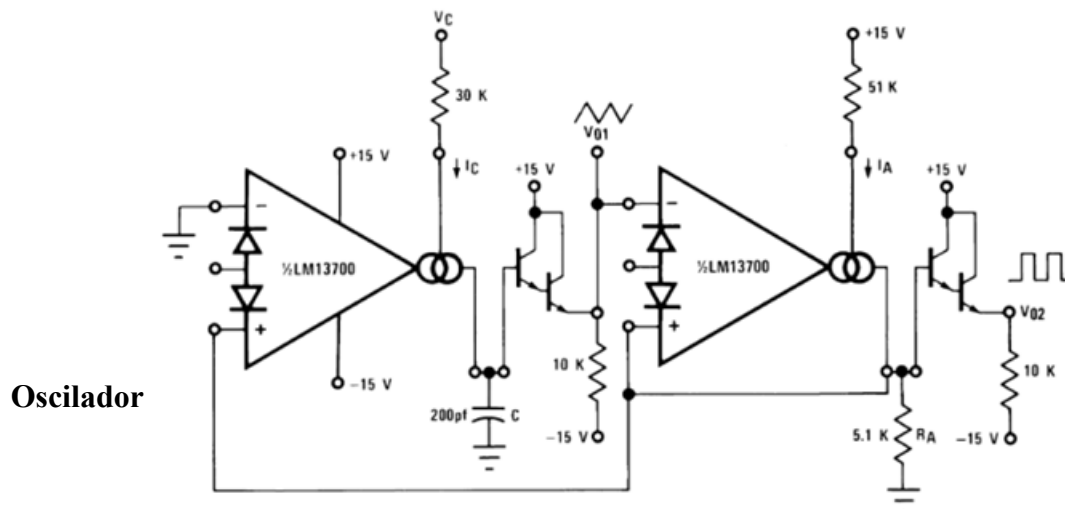 VC
+15 V
30 K
51 K
V01
+15 V
IC
+15 V
IA
+15 V
−
½LM13700
+
−15 V
−
½LM13700
+
V02
Oscilador
200pf
C
10 K
−15 V
5.1 K
RA
10 K
−15 V